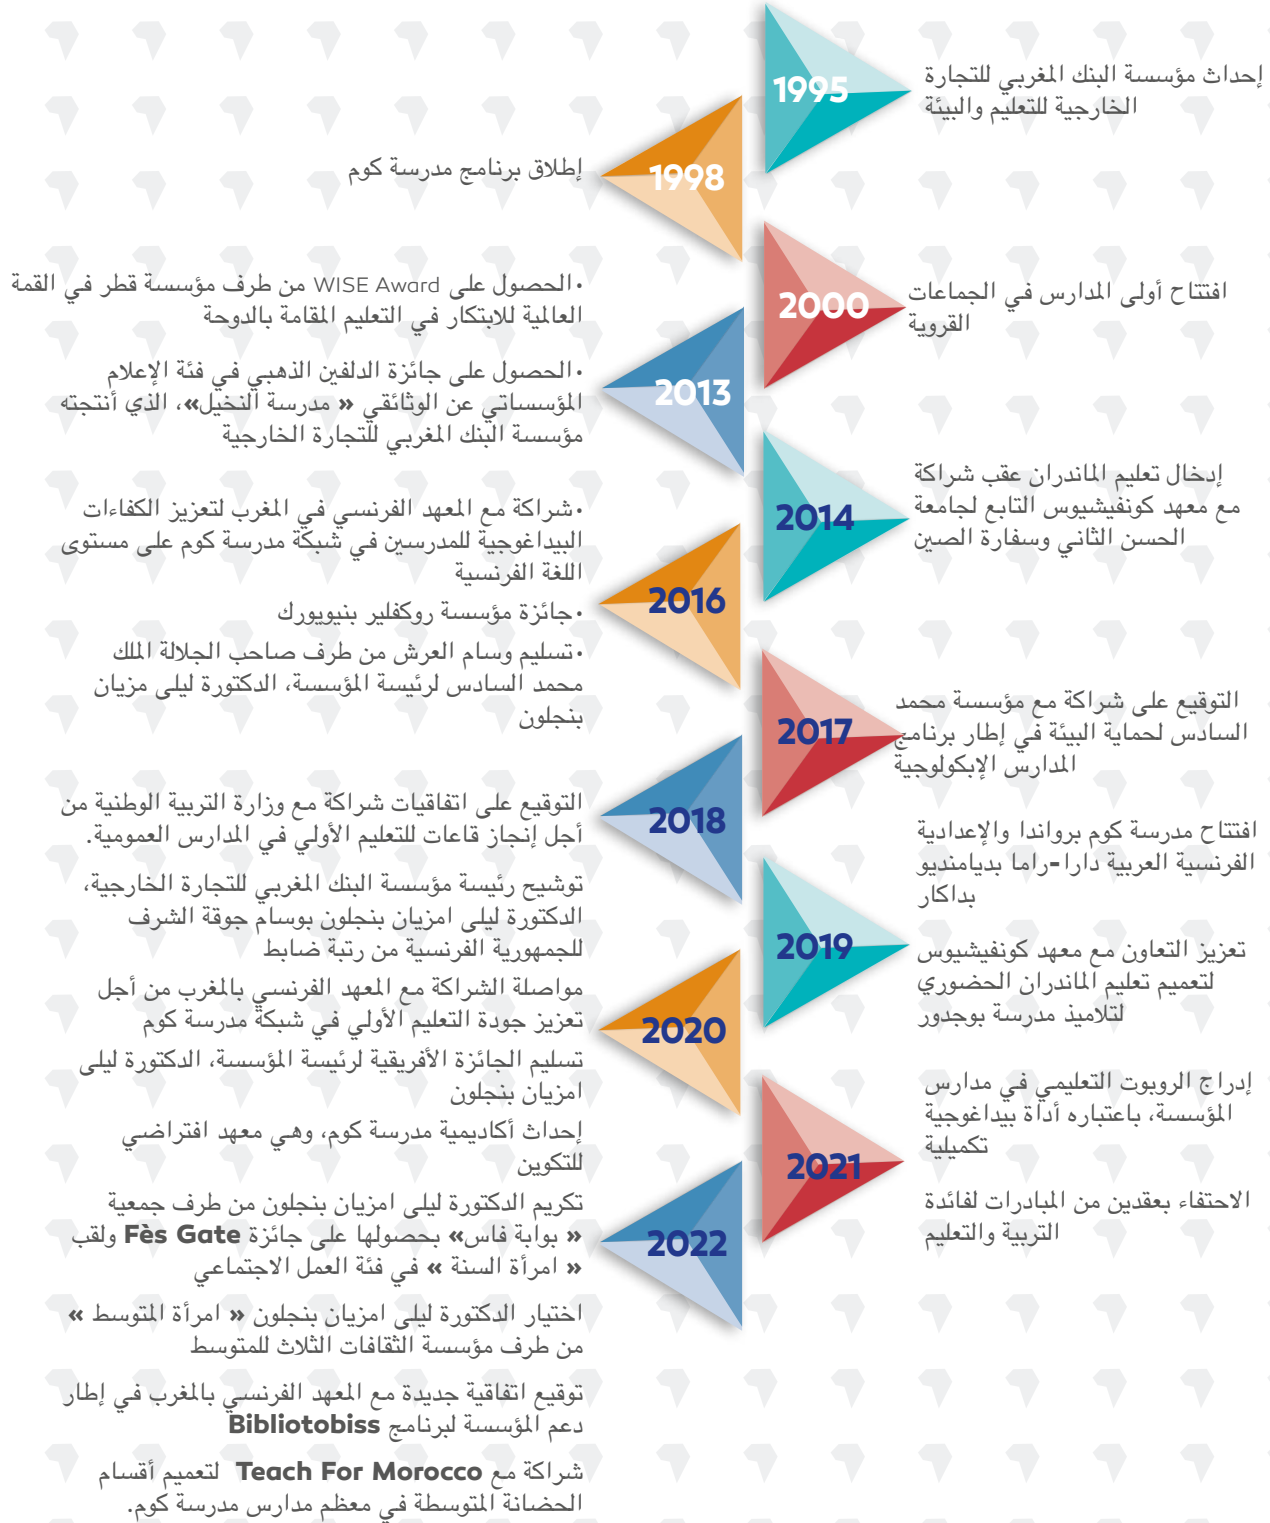 1995
إحداث مؤسسة البنك المغربي للتجارة
الخارجية للتعليم والبيئة
1998
إطلاق برنامج مدرسة كوم
2000
افتتاح أولى المدارس في الجماعات
القروية
2013
•الحصول على WISE Award من طرف مؤسسة قطر في القمة
العالمية للابتكار في التعليم المقامة بالدوحة
•الحصول على جائزة الدلفين الذهبي في فئة الإعلام
المؤسساتي عن الوثائقي « مدرسة النخيل»، الذي أنتجته
مؤسسة البنك المغربي للتجارة الخارجية
2014
إدخال تعليم الماندران عقب شراكة
مع معهد كونفيشيوس التابع لجامعة
الحسن الثاني وسفارة الصين
2016
•شراكة مع المعهد الفرنسي في المغرب لتعزيز الكفاءات
البيداغوجية للمدرسين في شبكة مدرسة كوم على مستوى
اللغة الفرنسية
•جائزة مؤسسة روكفلير بنيويورك
•تسليم وسام العرش من طرف صاحب الجلالة الملك
محمد السادس لرئيسة المؤسسة، الدكتورة ليلى مزيان
بنجلون
2017
التوقيع على شراكة مع مؤسسة محمد
السادس لحماية البيئة في إطار برنامج
المدارس الإيكولوجية
2018
التوقيع على اتفاقيات شراكة مع وزارة التربية الوطنية من
أجل إنجاز قاعات للتعليم الأولي في المدارس العمومية.
توشيح رئيسة مؤسسة البنك المغربي للتجارة الخارجية،
الدكتورة ليلى امزيان بنجلون بوسام جوقة الشرف
للجمهورية الفرنسية من رتبة ضابط
2019
افتتاح مدرسة كوم برواندا والإعدادية
الفرنسية العربية دارا-راما بديامنديو
بداكار
تعزيز التعاون مع معهد كونفيشيوس
لتعميم تعليم الماندران الحضوري
لتلاميذ مدرسة بوجدور
2020
مواصلة الشراكة مع المعهد الفرنسي بالمغرب من أجل
تعزيز جودة التعليم الأولي في شبكة مدرسة كوم
تسليم الجائزة الأفريقية لرئيسة المؤسسة، الدكتورة ليلى
امزيان بنجلون
إحداث أكاديمية مدرسة كوم، وهي معهد افتراضي
للتكوين
2021
إدراج الروبوت التعليمي في مدارس
المؤسسة، باعتباره أداة بيداغوجية
تكميلية
الاحتفاء بعقدين من المبادرات لفائدة
التربية والتعليم
2022
تكريم الدكتورة ليلى امزيان بنجلون من طرف جمعية
« بوابة فاس» بحصولها على جائزة Fès Gate ولقب
« امرأة السنة » في فئة العمل الاجتماعي
اختيار الدكتورة ليلى امزيان بنجلون « امرأة المتوسط »
من طرف مؤسسة الثقافات الثلاث للمتوسط
توقيع اتفاقية جديدة مع المعهد الفرنسي بالمغرب في إطار
دعم المؤسسة لبرنامج Bibliotobiss
شراكة مع Teach For Morocco لتعميم أقسام
الحضانة المتوسطة في معظم مدارس مدرسة كوم.